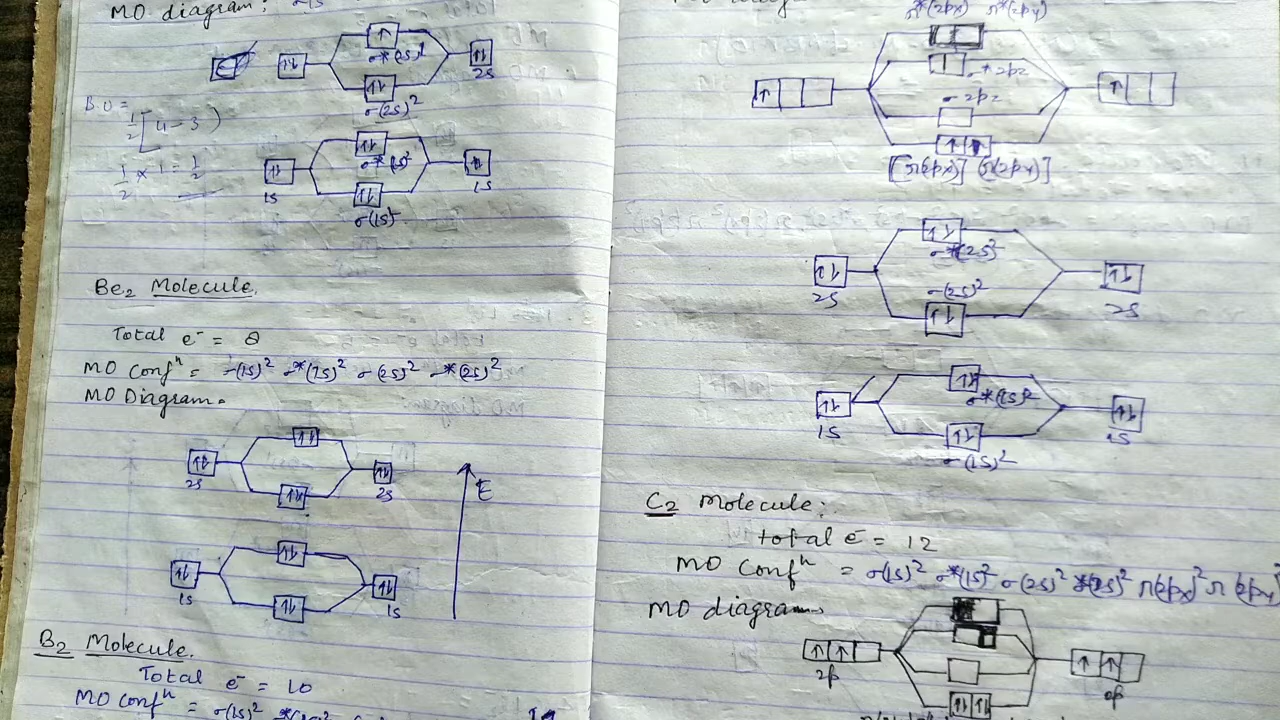 MO diagram:
↑
σ*(2s)¹
↑↓
↑↓
2s
↑↓
σ(2s)²
B.O =
½[4-3)
½ × 1 = ½
↑↓
σ*(1s)²
↑↓
1s
↑↓
1s
↑↓
σ(1s)²
Be₂ Molecule.
Total e⁻ = 8
MO Confⁿ = σ(1s)² σ*(1s)² σ(2s)² σ*(2s)²
MO Diagram=
↑↓
↑↓
2s
↑↓
2s
↑↓
E
↑↓
↑↓
1s
↑↓
1s
↑↓
B₂ Molecule.
Total e⁻ = 10
MO Confⁿ = σ(1s)²
π*(2px) π*(2py)
σ*2pz
↑
↑
σ2pz
↑ ↑
[π(2px)] [π(2py)]
↑↓
σ*(2s)²
↑↓
2s
↑↓
2s
σ(2s)²
↑↓
↑↓
σ*(1s)²
↑↓
1s
↑↓
1s
↑↓
σ(1s)²
C₂ Molecule:
total e⁻ = 12
MO Confⁿ = σ(1s)² σ*(1s)² σ(2s)² *(2s)² π(2px)² π(2py)²
MO diagram
↑ ↑
2p
↑ ↑
↑↓ ↑↓